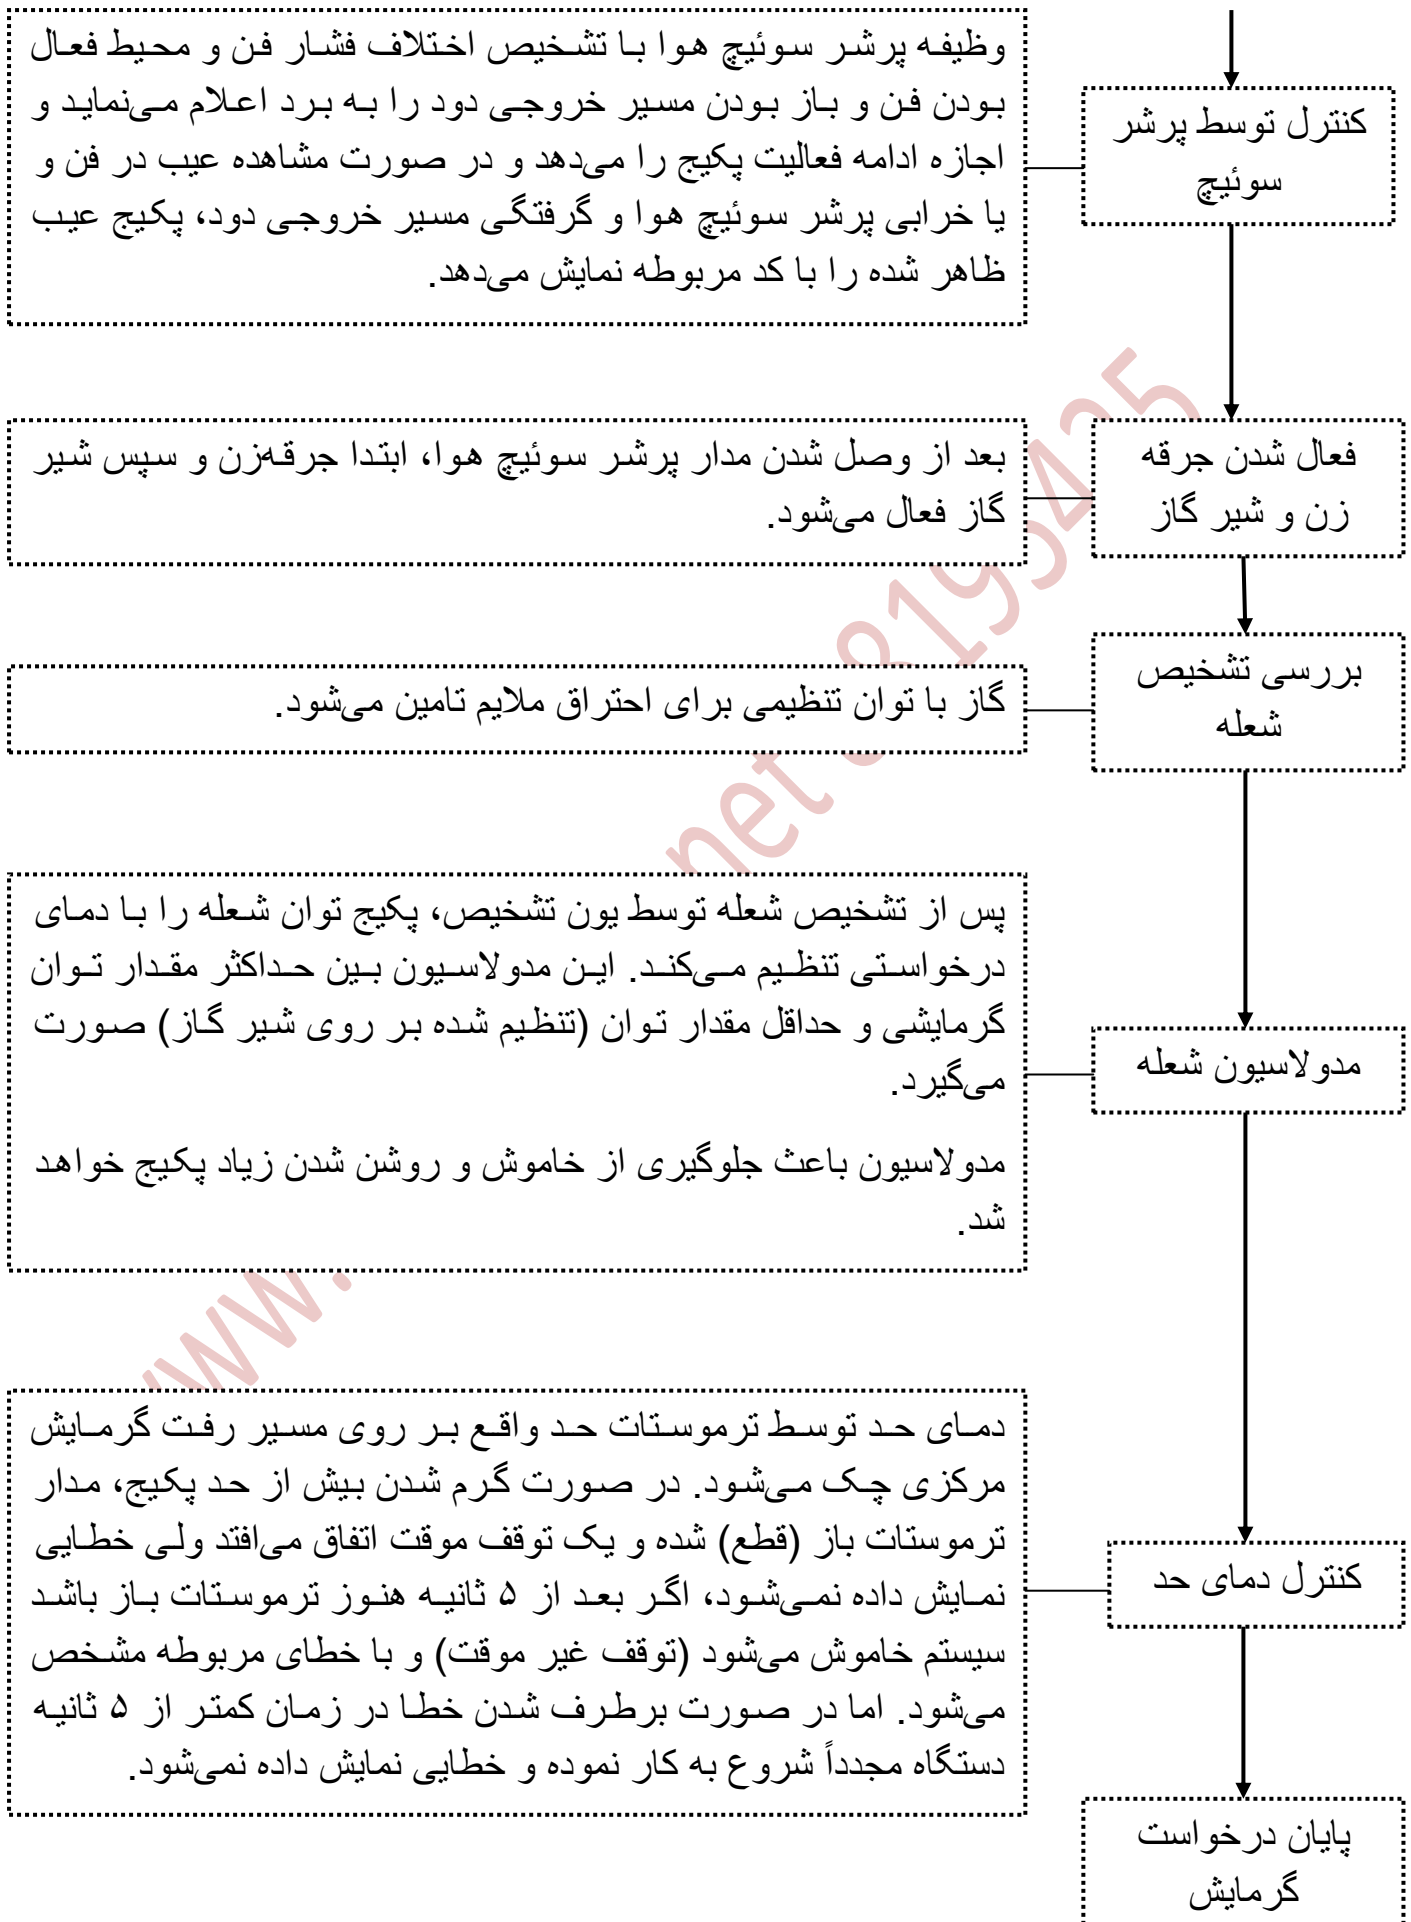 وظیفه پرشر سوئیچ هوا با تشخیص اختلاف فشار فن و محیط فعال
بودن فن و باز بودن مسیر خروجی دود را به برد اعلام می‌نماید و
اجازه ادامه فعالیت پکیج را می‌دهد و در صورت مشاهده عیب در فن و
یا خرابی پرشر سوئیچ هوا و گرفتگی مسیر خروجی دود، پکیج عیب
ظاهر شده را با کد مربوطه نمایش می‌دهد.
کنترل توسط پرشر
سوئیچ
فعال شدن جرقه
زن و شیر گاز
بعد از وصل شدن مدار پرشر سوئیچ هوا، ابتدا جرقه‌زن و سپس شیر
گاز فعال می‌شود.
بررسی تشخیص
شعله
گاز با توان تنظیمی برای احتراق ملایم تامین می‌شود.
پس از تشخیص شعله توسط یون تشخیص، پکیج توان شعله را با دمای
درخواستی تنظیم می‌کند. این مدولاسیون بین حداکثر مقدار توان
گرمایشی و حداقل مقدار توان (تنظیم شده بر روی شیر گاز) صورت
می‌گیرد.
مدولاسیون باعث جلوگیری از خاموش و روشن شدن زیاد پکیج خواهد
شد.
مدولاسیون شعله
دمای حد توسط ترموستات حد واقع بر روی مسیر رفت گرمایش
مرکزی چک می‌شود. در صورت گرم شدن بیش از حد پکیج، مدار
ترموستات باز (قطع) شده و یک توقف موقت اتفاق می‌افتد ولی خطایی
نمایش داده نمی‌شود، اگر بعد از ۵ ثانیه هنوز ترموستات باز باشد
سیستم خاموش می‌شود (توقف غیر موقت) و با خطای مربوطه مشخص
می‌شود. اما در صورت برطرف شدن خطا در زمان کمتر از ۵ ثانیه
دستگاه مجدداً شروع به کار نموده و خطایی نمایش داده نمی‌شود.
کنترل دمای حد
پایان درخواست
گرمایش